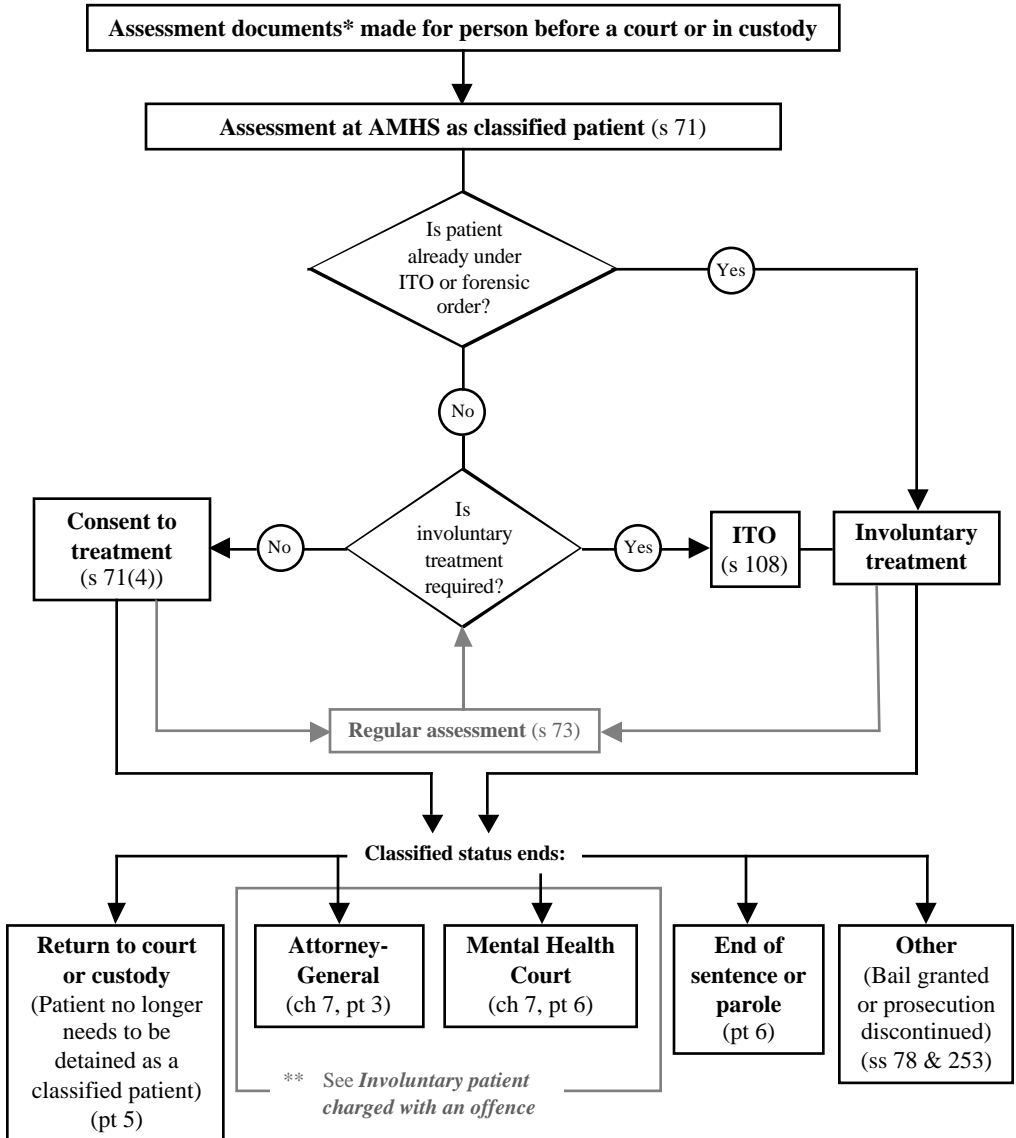 Assessment documents* made for person before a court or in custody
Assessment at AMHS as classified patient (s 71)
Is patient
already under
ITO or forensic
order?
Yes
No
Consent to
treatment
(s 71(4))
No
Is
involuntary
treatment
required?
Yes
ITO
(s 108)
Involuntary
treatment
Regular assessment (s 73)
Classified status ends:
Return to court
or custody
(Patient no longer
needs to be
detained as a
classified patient)
(pt 5)
Attorney-
General
(ch 7, pt 3)
Mental Health
Court
(ch 7, pt 6)
End of
sentence or
parole
(pt 6)
Other
(Bail granted
or prosecution
discontinued)
(ss 78 & 253)
** See Involuntary patient
charged with an offence